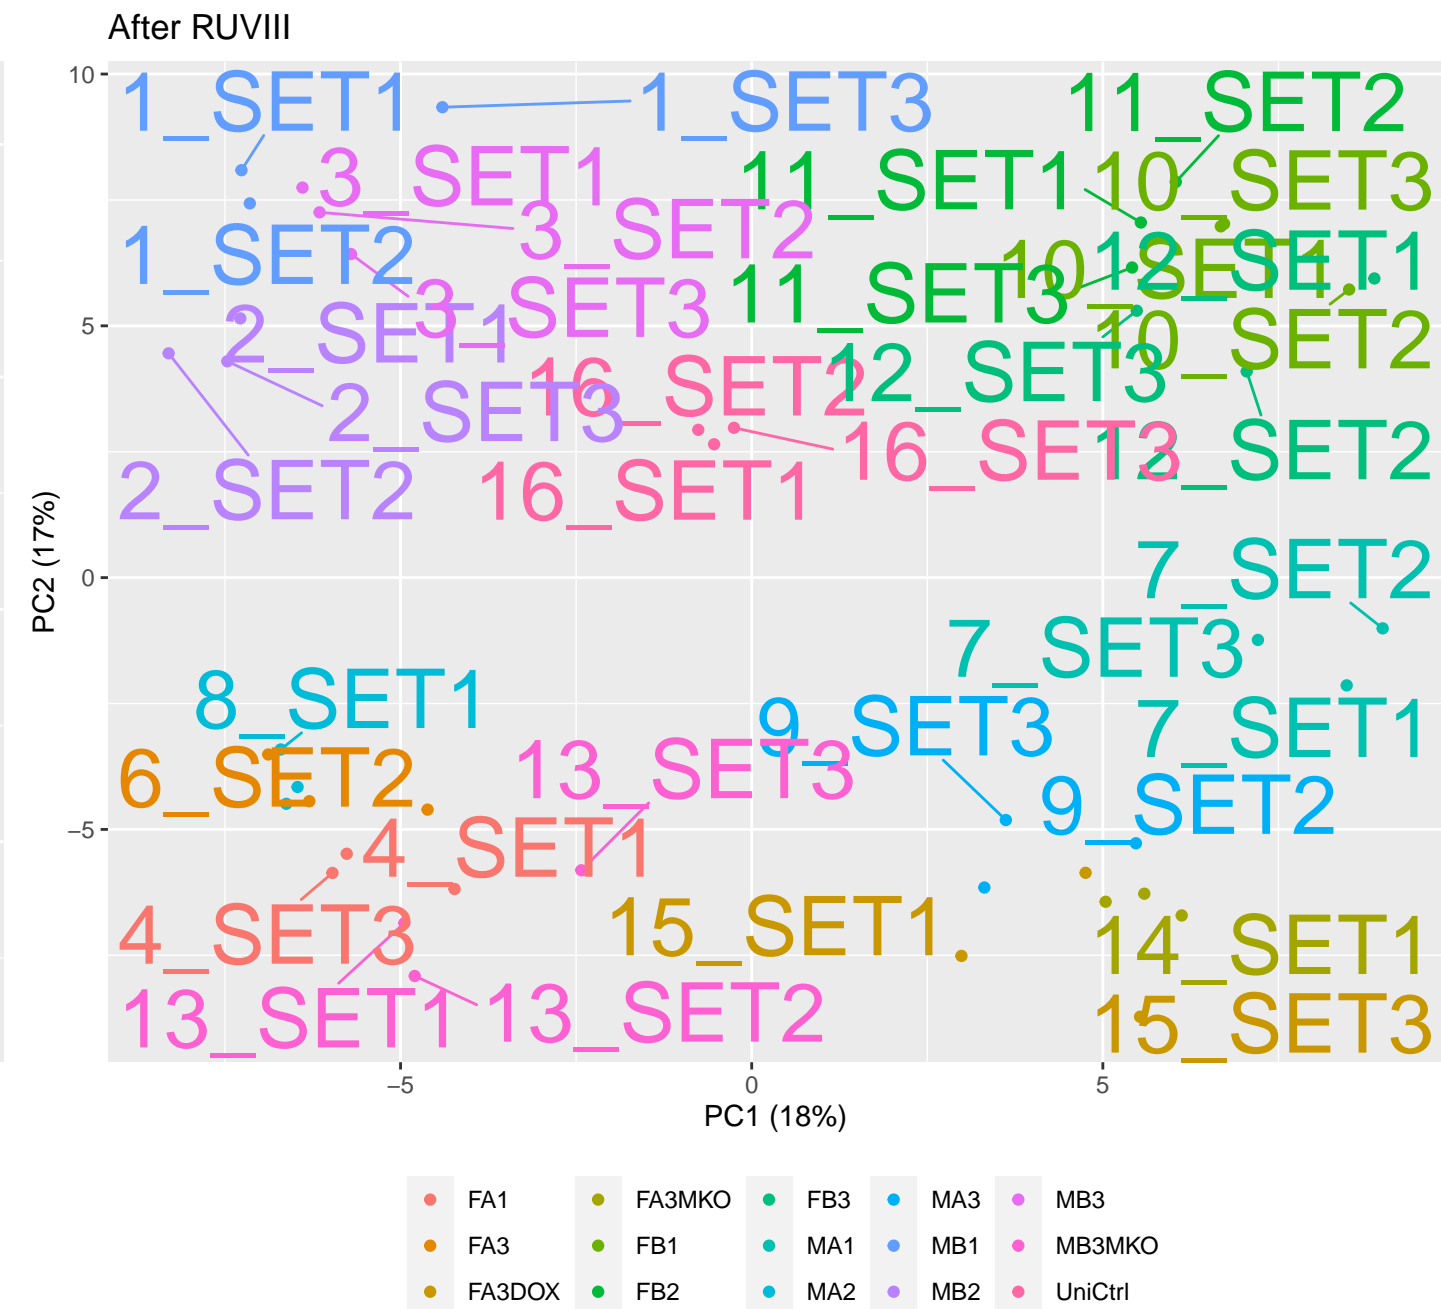 After RUVIII
10
1_SET1
1_SET3
11_SET2
3_SET1
11_SET1
10_SET3
3_SET2
1_SET2
12_SET1
10_SET1
11_SET3
3_SET3
5
2_SET1
10_SET2
12_SET3
16_SET2
2_SET3
16_SET3
12_SET2
2_SET2
16_SET1
PC2 (17%)
0
7_SET2
7_SET3
8_SET1
9_SET3
7_SET1
6_SET2
13_SET3
9_SET2
−5
4_SET1
15_SET1
4_SET3
14_SET1
13_SET1
13_SET2
15_SET3
−5
0
5
PC1 (18%)
FA1
FA3MKO
FB3
MA3
MB3
FA3
FB1
MA1
MB1
MB3MKO
FA3DOX
FB2
MA2
MB2
UniCtrl